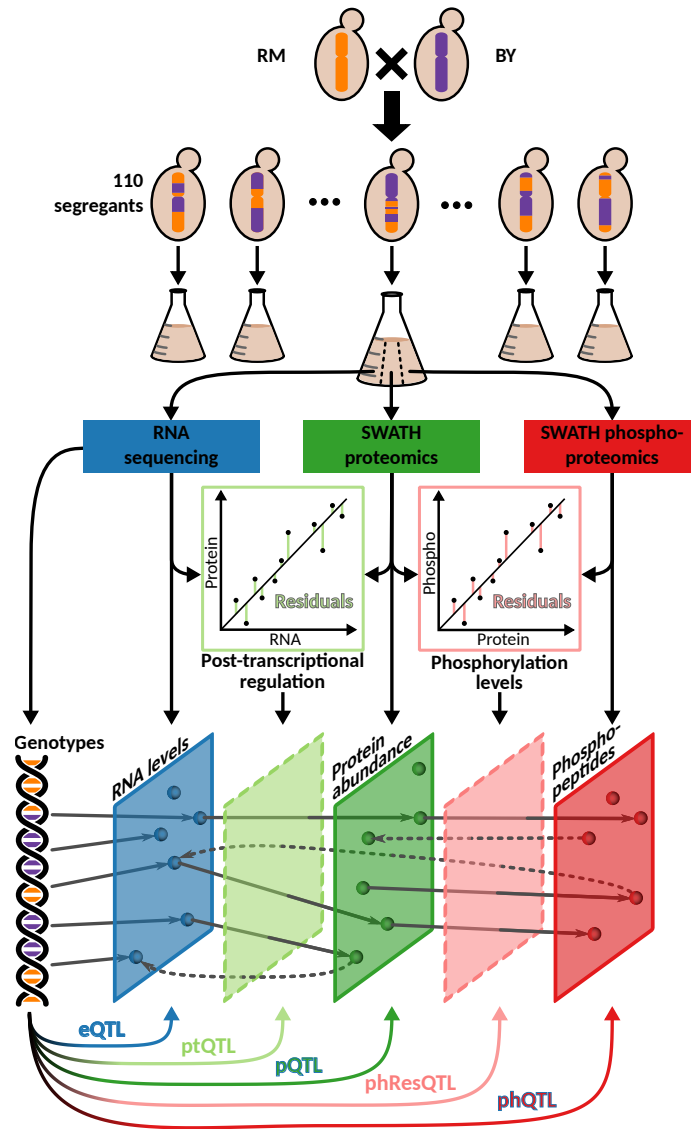 RM
BY
110
segregants
RNA
sequencing
SWATH
proteomics
SWATH phospho-
proteomics
Protein
Residuals
RNA
Phospho
Residuals
Protein
Post-transcriptional
regulation
Phosphorylation
levels
Genotypes
RNA levels
Protein
abundance
Phospho-
peptides
eQTL
ptQTL
pQTL
phResQTL
phQTL